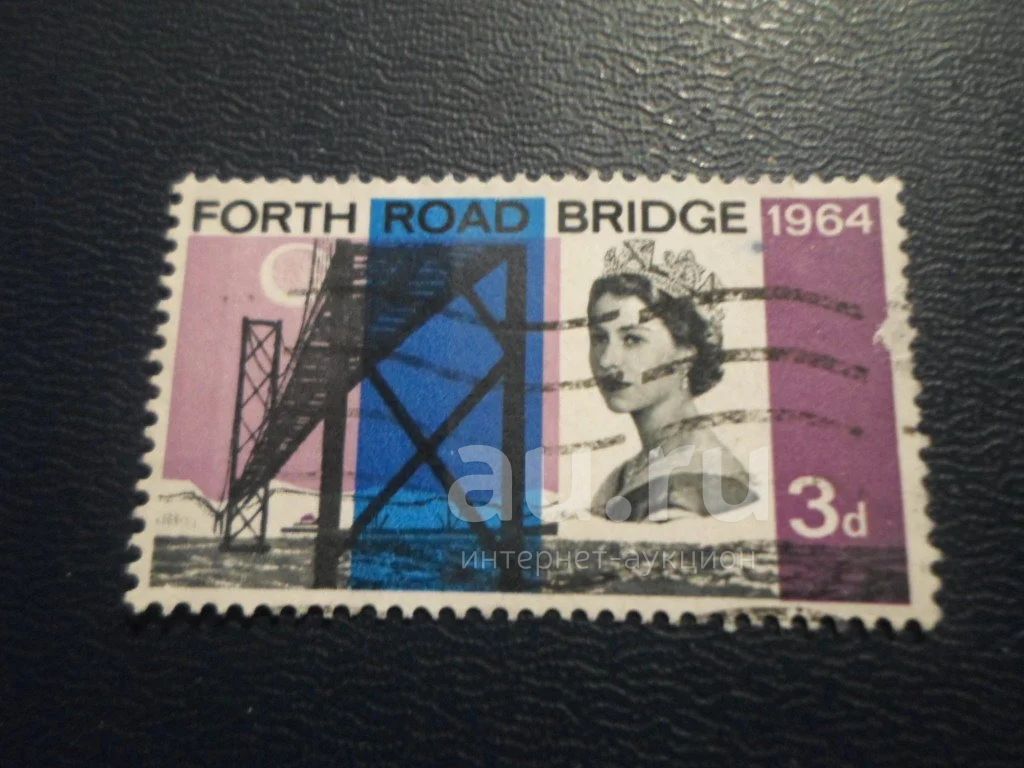 FORTH ROAD BRIDGE 1964
3d
au.ru
интернет-аукцион